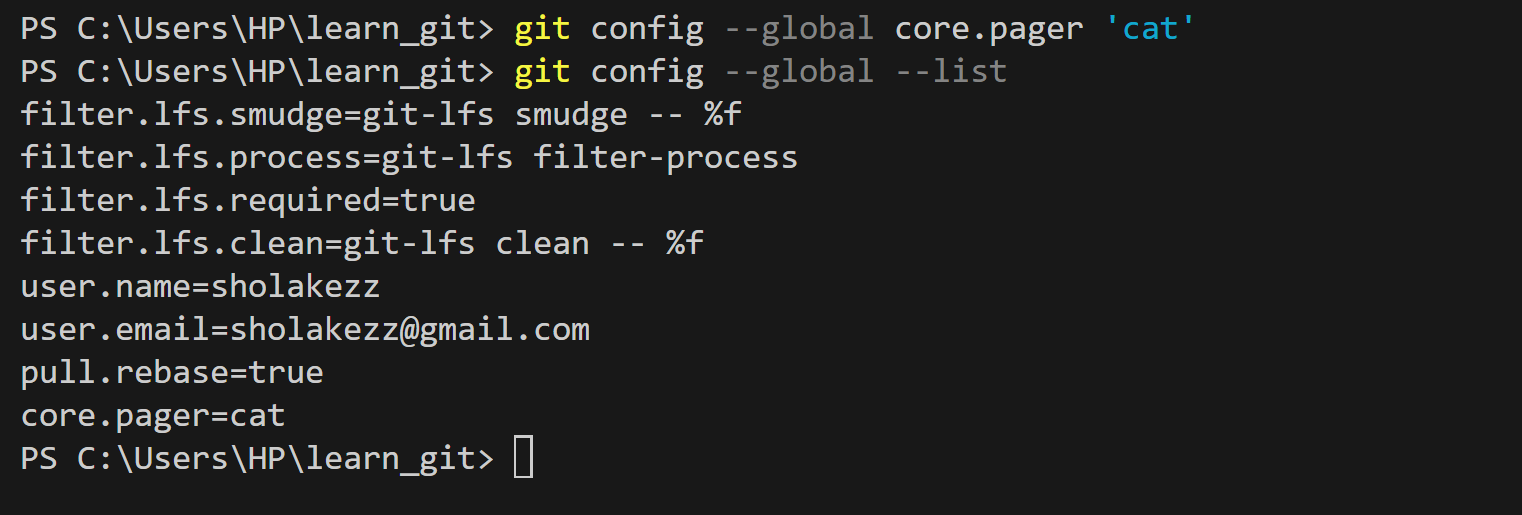 PS C:\Users\HP\learn_git> git config --global core.pager 'cat'
PS C:\Users\HP\learn_git> git config --global --list
filter.lfs.smudge=git-lfs smudge -- %f
filter.lfs.process=git-lfs filter-process
filter.lfs.required=true
filter.lfs.clean=git-lfs clean -- %f
user.name=sholakezz
user.email=sholakezz@gmail.com
pull.rebase=true
core.pager=cat
PS C:\Users\HP\learn_git>